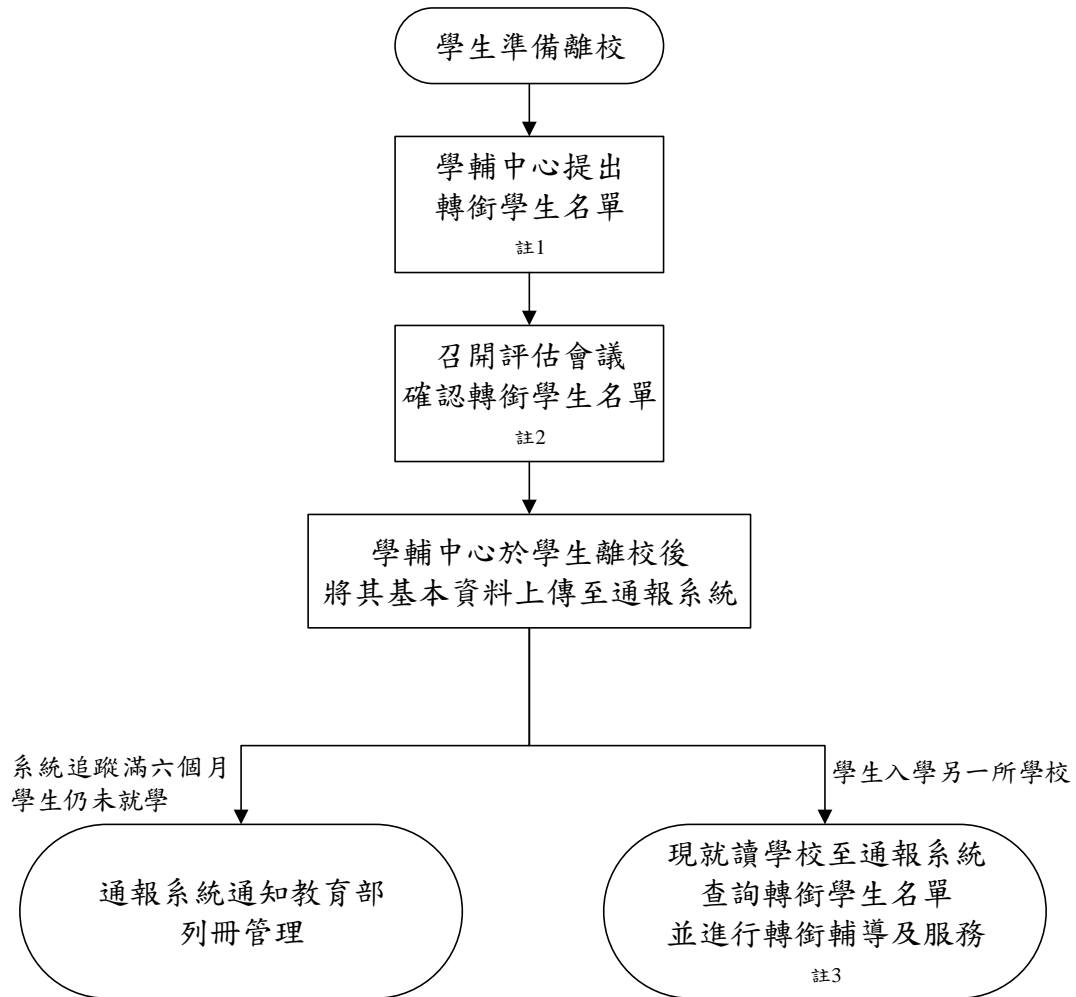 學生準備離校
學輔中心提出
轉銜學生名單
註1
召開評估會議
確認轉銜學生名單
註2
學輔中心於學生離校後
將其基本資料上傳至通報系統
系統追蹤滿六個月
學生仍未就學
通報系統通知教育部
列冊管理
學生入學另一所學校
現就讀學校至通報系統
查詢轉銜學生名單
並進行轉銜輔導及服務
註3